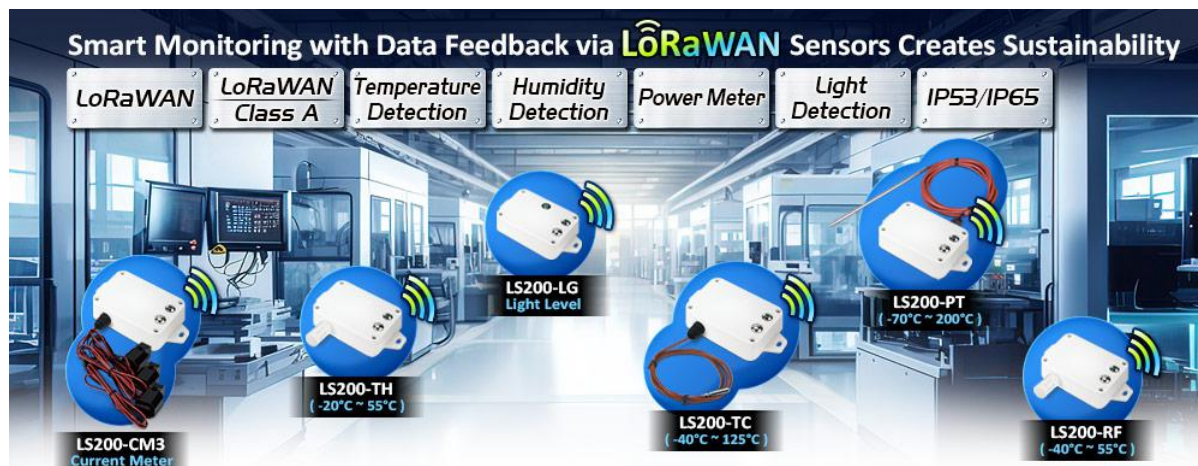 Smart Monitoring with Data Feedback via LoRaWAN Sensors Creates Sustainability
LoRaWAN
LoRaWAN
Class A
Temperature
Detection
Humidity
Detection
Power Meter
Light
Detection
IP53/IP65
LS200-LG
Light Level
LS200-PT
( -70°C ~ 200°C )
LS200-TH
( -20°C ~ 55°C )
LS200-TC
( -40°C ~ 125°C )
LS200-RF
( -40°C ~ 55°C )
LS200-CM3
Current Meter